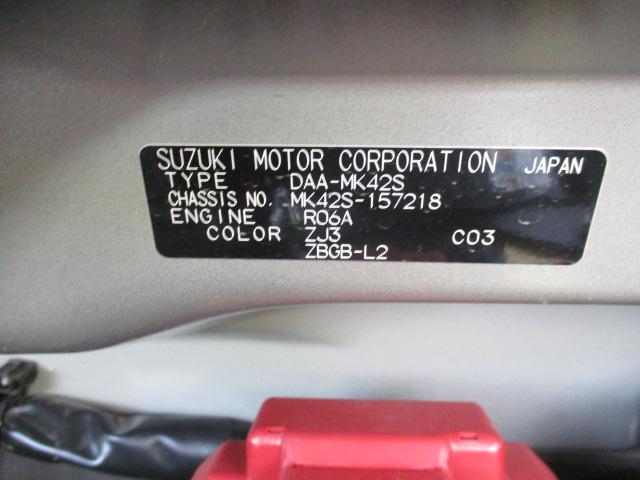 SUZUKI MOTOR CORPORATION JAPAN
TYPE DAA-MK42S
CHASSIS NO. MK42S-157218
ENGINE R06A
COLOR ZJ3 C03
ZBGB-L2